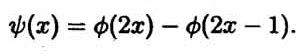 ψ(x) = ϕ(2x) − ϕ(2x − 1).